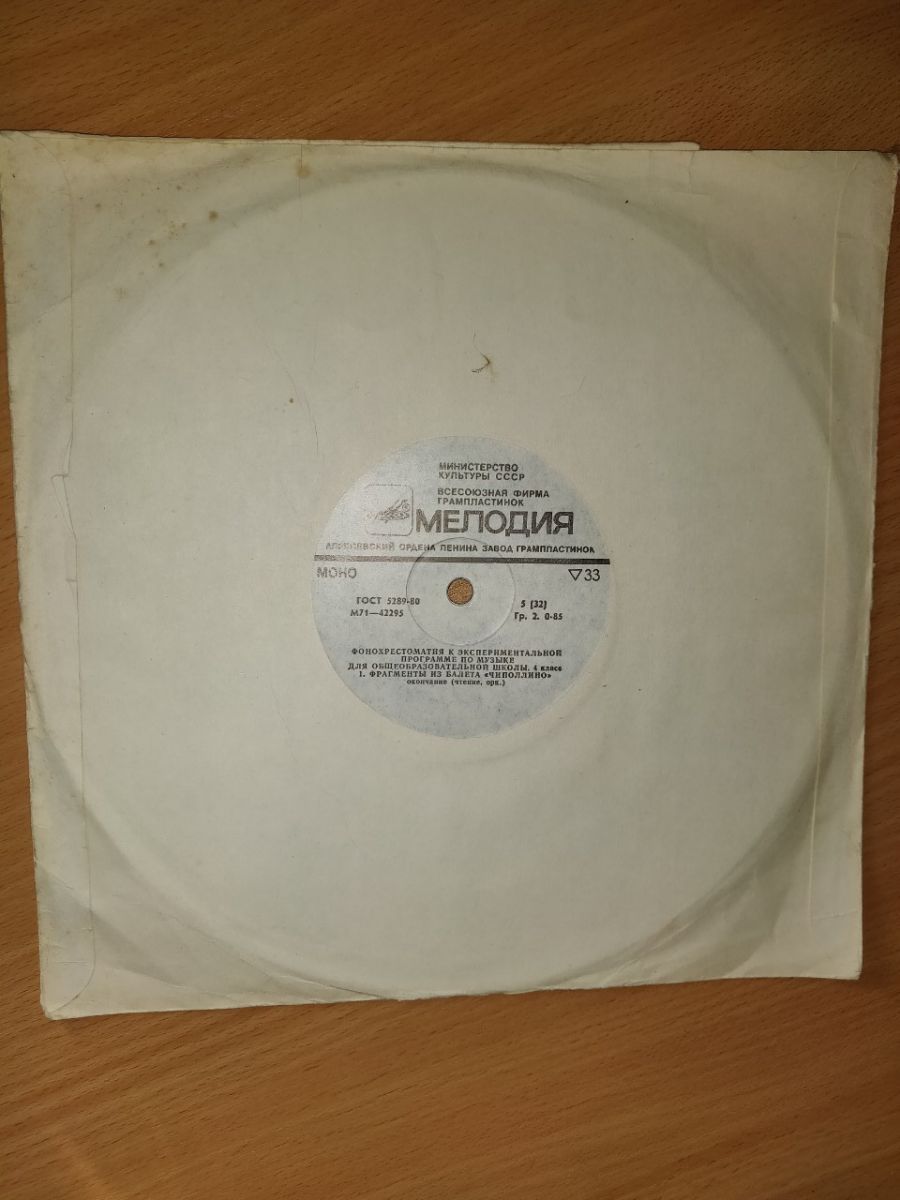 МИНИСТЕРСТВО
КУЛЬТУРЫ СССР
ВСЕСОЮЗНАЯ ФИРМА
ГРАМПЛАСТИНОК
МЕЛОДИЯ
АПРЕЛЕВСКИЙ ОРДЕНА ЛЕНИНА ЗАВОД ГРАМПЛАСТИНОК
МОНО ▽33
ГОСТ 5289-80 5 (32)
М71—42295 Гр. 2. 0-85
ФОНОХРЕСТОМАТИЯ К ЭКСПЕРИМЕНТАЛЬНОЙ
ПРОГРАММЕ ПО МУЗЫКЕ
ДЛЯ ОБЩЕОБРАЗОВАТЕЛЬНОЙ ШКОЛЫ. 4 класс
1. ФРАГМЕНТЫ ИЗ БАЛЕТА «ЧИПОЛЛИНО»
окончание (чтение, орк.)